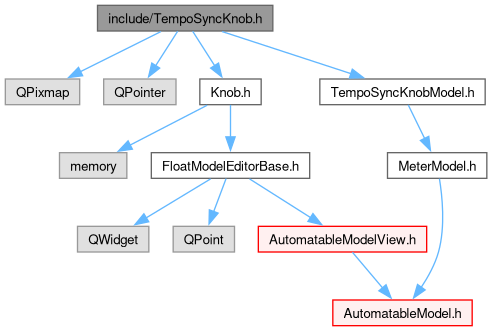 include/TempoSyncKnob.h
QPixmap
QPointer
Knob.h
TempoSyncKnobModel.h
memory
FloatModelEditorBase.h
MeterModel.h
QWidget
QPoint
AutomatableModelView.h
AutomatableModel.h